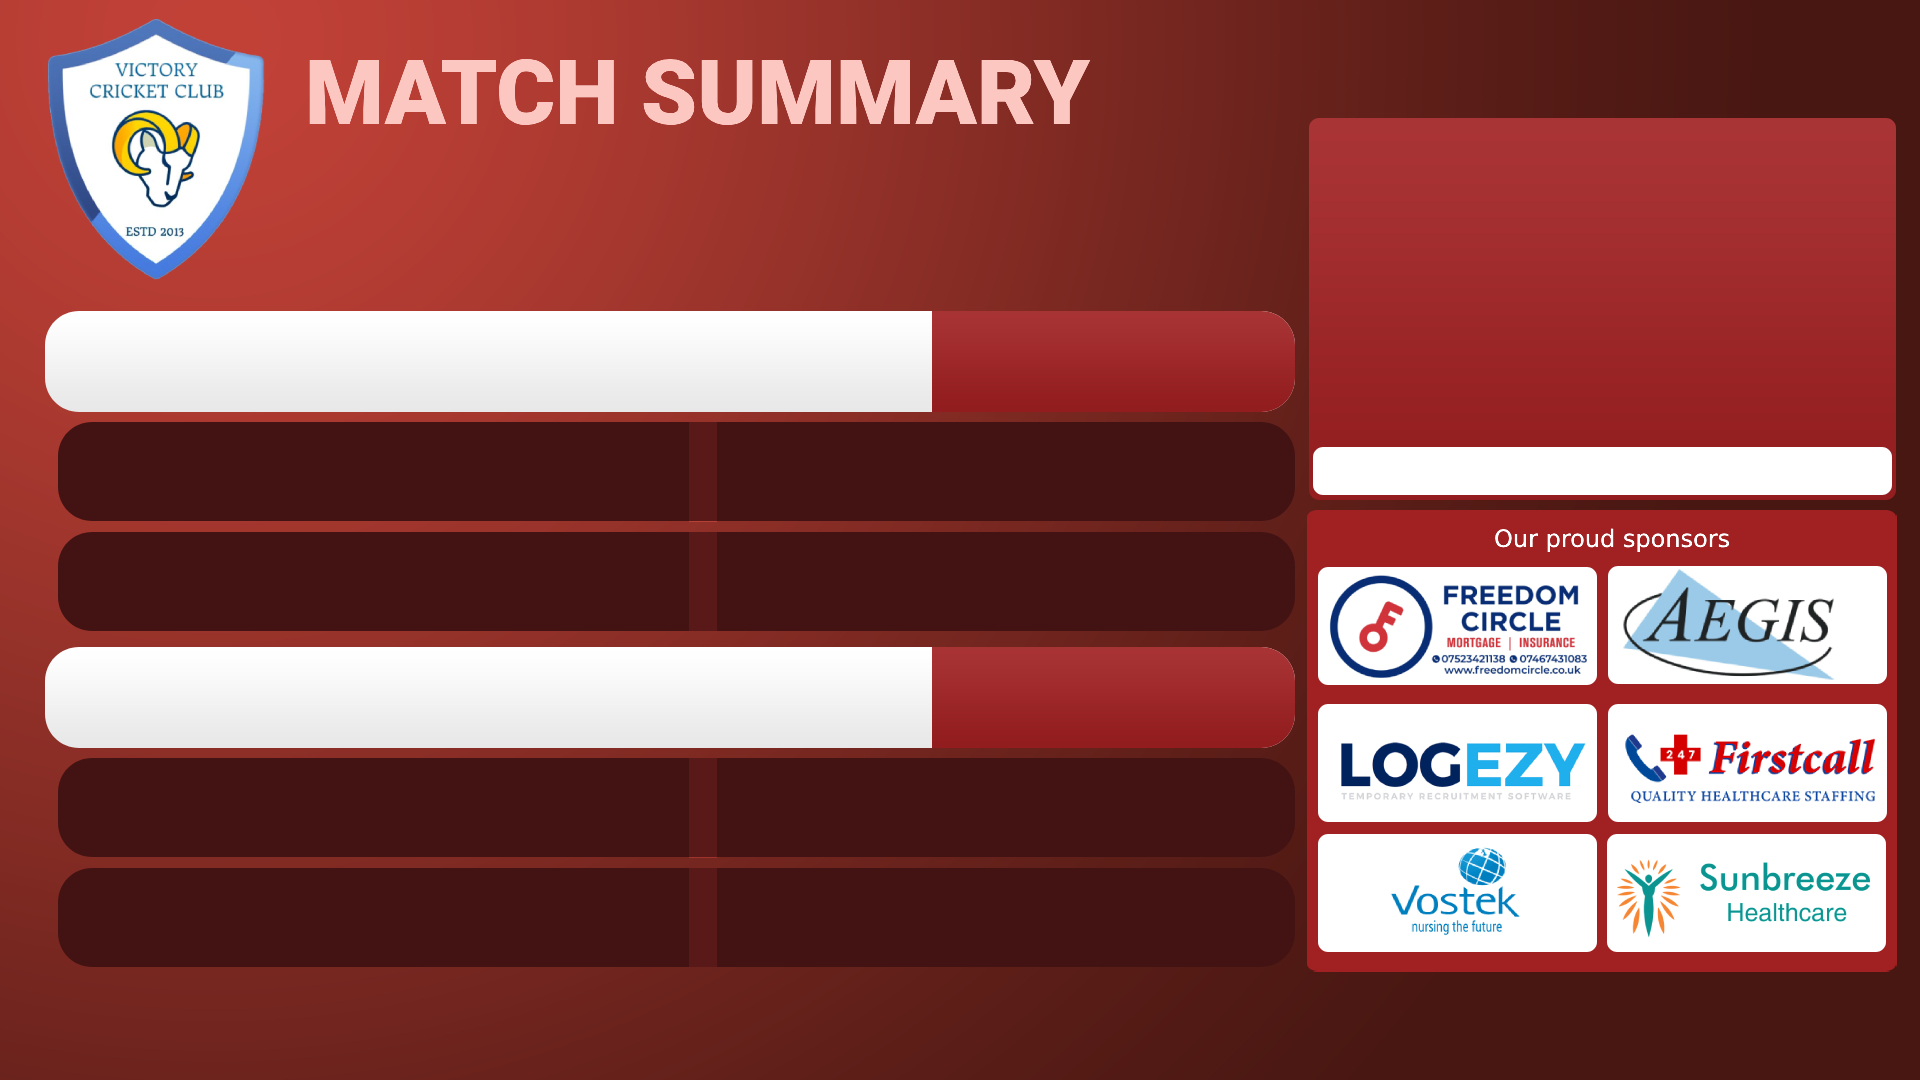 VICTORY
CRICKET CLUB
ESTD 2013
MATCH SUMMARY
Our proud sponsors
FREEDOM
CIRCLE
MORTGAGE | INSURANCE
07523421138 07467431083
www.freedomcircle.co.uk
AEGIS
LOGEZY
TEMPORARY RECRUITMENT SOFTWARE
247 Firstcall
QUALITY HEALTHCARE STAFFING
Vostek
nursing the future
Sunbreeze
Healthcare